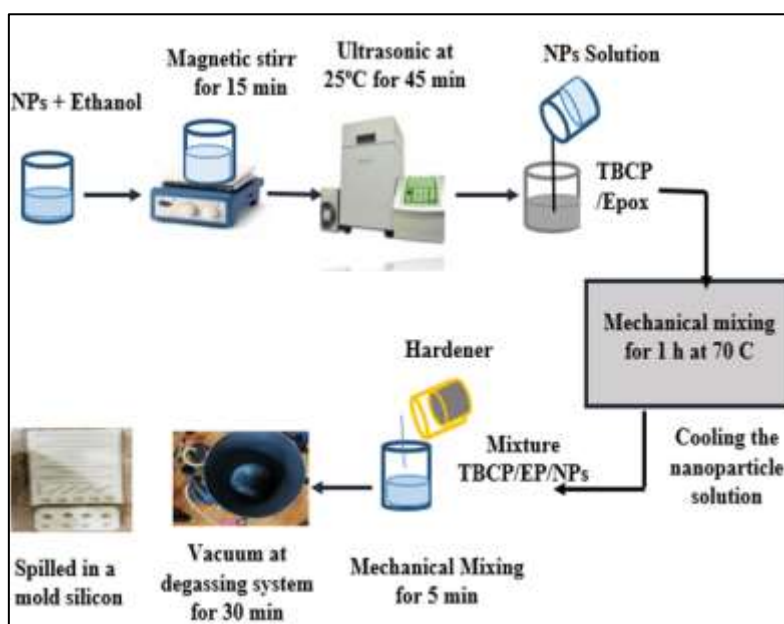 NPs + Ethanol
Magnetic stirr
for 15 min
Ultrasonic at
25ºC for 45 min
NPs Solution
TBCP
/Epox
Mechanical mixing
for 1 h at 70 C
Cooling the
nanoparticle
solution
Hardener
Mixture
TBCP/EP/NPs
Mechanical Mixing
for 5 min
Vacuum at
degassing system
for 30 min
Spilled in a
mold silicon